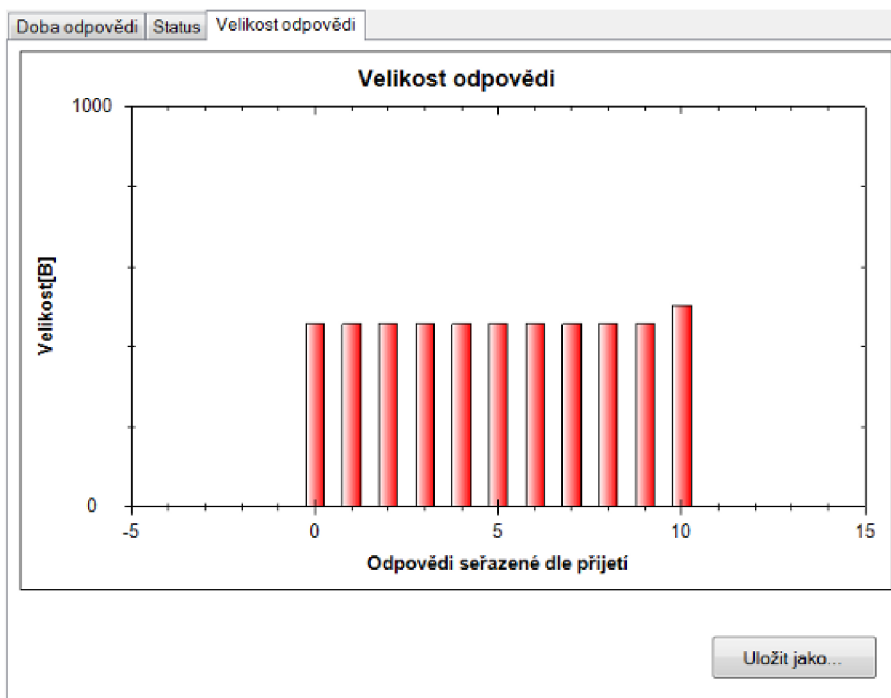 Doba odpovědi Status Velikost odpovědi
Velikost odpovědi
1000
Velikost[B]
0
-5 0 5 10 15
Odpovědi seřazené dle přijetí
Uložit jako...